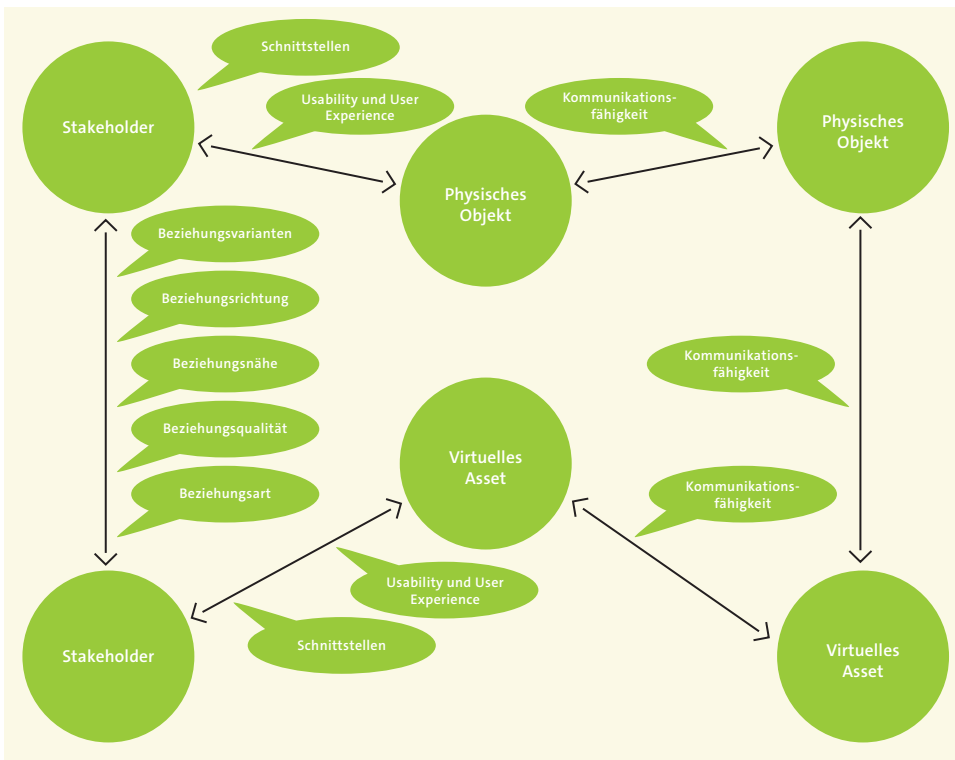 Schnittstellen
Usability und User
Experience
Kommunikations-
fähigkeit
Stakeholder
Physisches
Objekt
Physisches
Objekt
Beziehungsvarianten
Beziehungsrichtung
Beziehungsnähe
Beziehungsqualität
Beziehungsart
Kommunikations-
fähigkeit
Virtuelles
Asset
Kommunikations-
fähigkeit
Usability und User
Experience
Schnittstellen
Stakeholder
Virtuelles
Asset